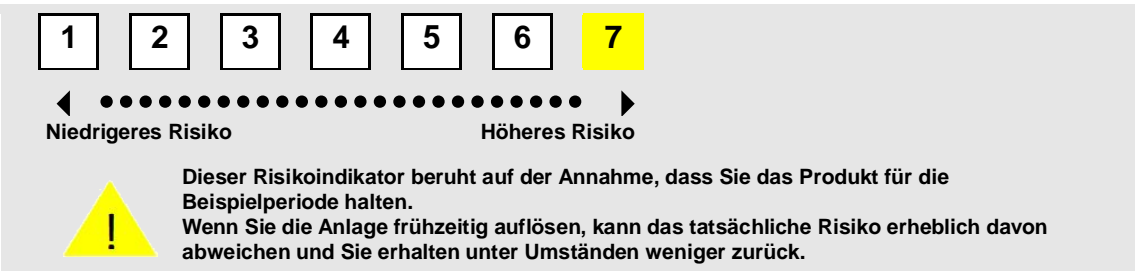 1 2 3 4 5 6 7
Niedrigeres Risiko Höheres Risiko
Dieser Risikoindikator beruht auf der Annahme, dass Sie das Produkt für die
Beispielperiode halten.
Wenn Sie die Anlage frühzeitig auflösen, kann das tatsächliche Risiko erheblich davon
abweichen und Sie erhalten unter Umständen weniger zurück.
!